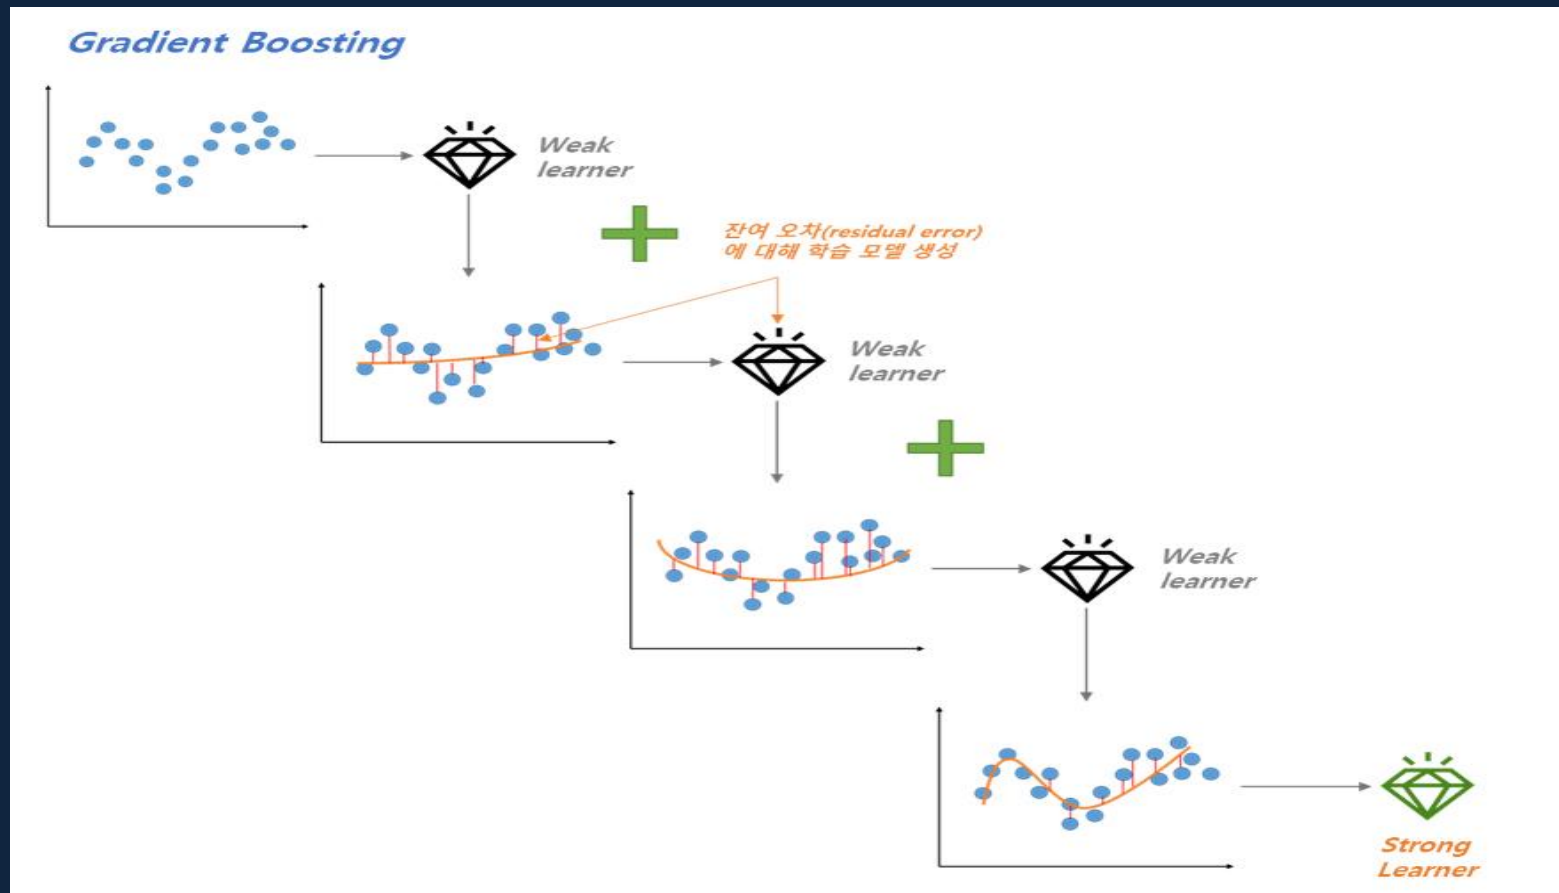 Gradient Boosting
Weak
learner
잔여 오차(residual error)
에 대해 학습 모델 생성
Weak
learner
Weak
learner
Strong
Learner